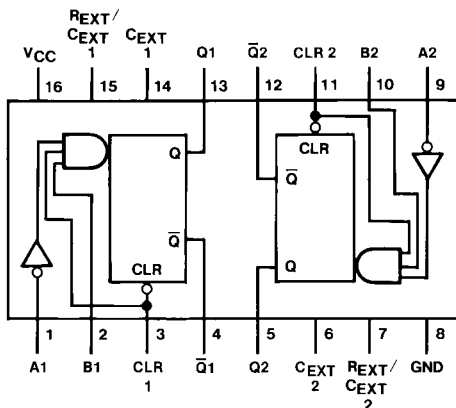 REXT/
CEXT
1
CEXT
1
VCC
Q1
Q̅2
CLR 2
B2
A2
16
15
14
13
12
11
10
9
Q
Q̅
CLR
CLR
Q̅
Q
1
2
3
4
5
6
7
8
A1
B1
CLR
1
Q̅1
Q2
CEXT
2
REXT/
CEXT
2
GND